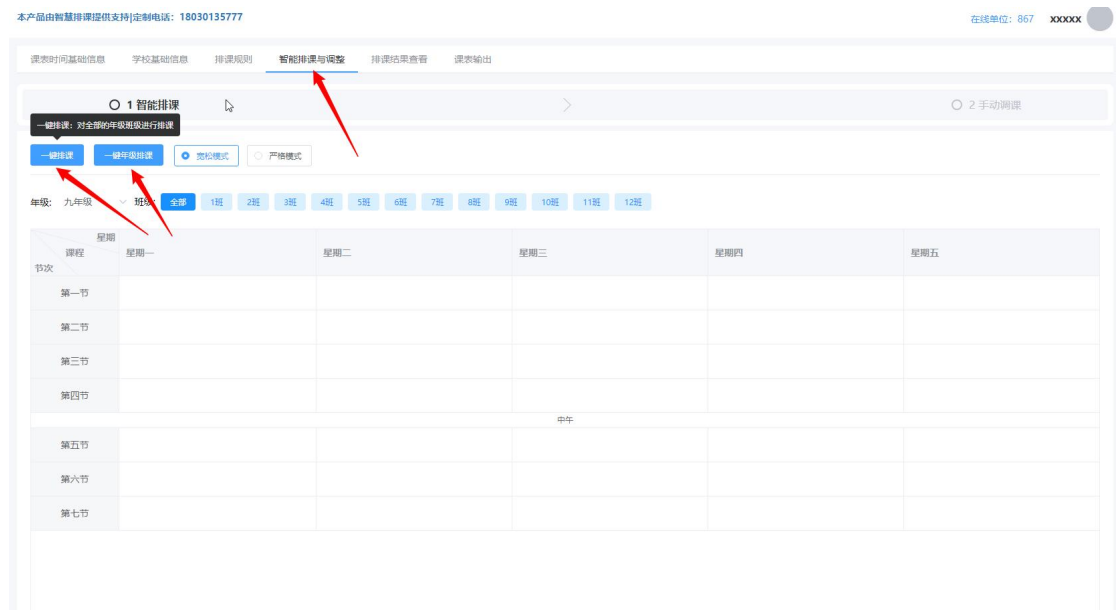 本产品由智慧排课提供支持|定制电话：18030135777
在线单位：867 xxxxx
课表时间基础信息 学校基础信息 排课规则 智能排课与调整 排课结果查看 课表输出
1 智能排课 2 手动调课
一键排课：对全部的年级班级进行排课
一键排课 一键年级排课 宽松模式 严格模式
年级: 九年级 班级: 全部 1班 2班 3班 4班 5班 6班 7班 8班 9班 10班 11班 12班
星期
课程 星期一 星期二 星期三 星期四 星期五
节次
第一节
第二节
第三节
第四节
中午
第五节
第六节
第七节